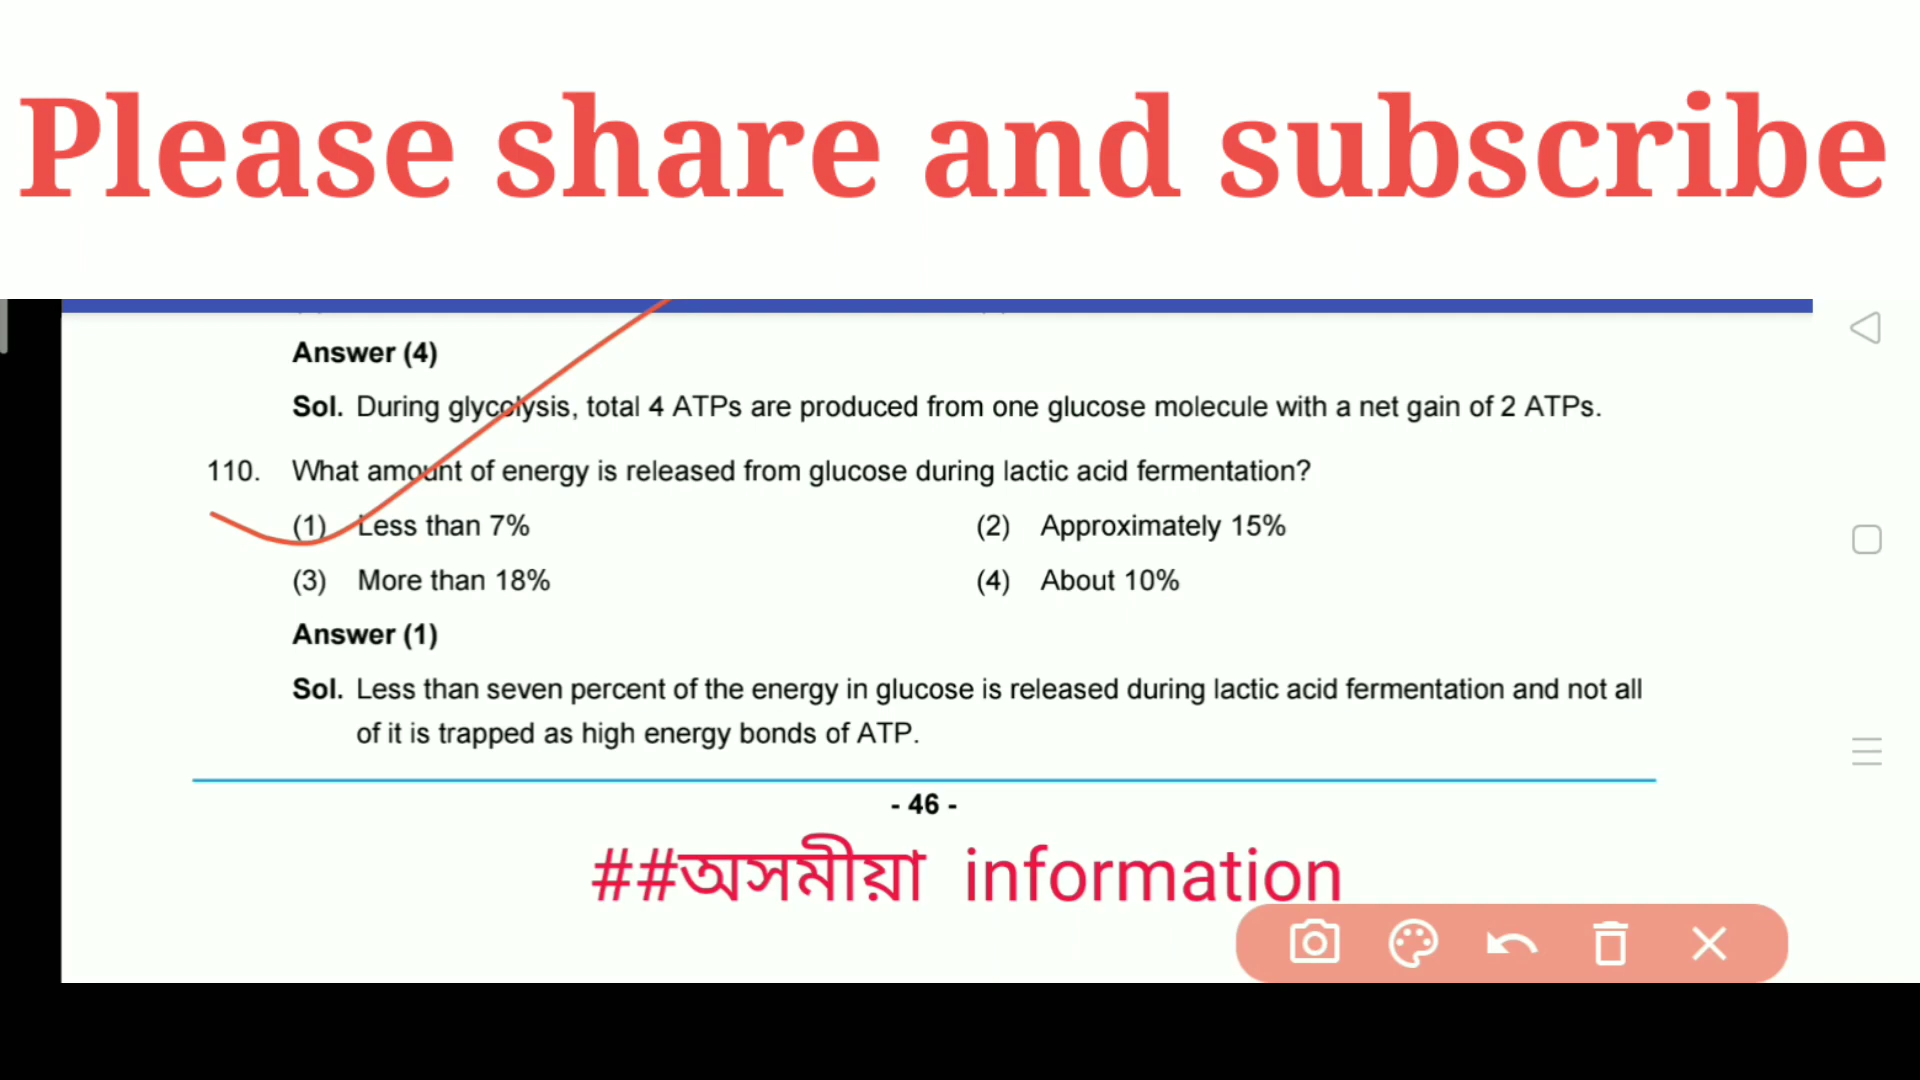 Please share and subscribe
Answer (4)
Sol. During glycolysis, total 4 ATPs are produced from one glucose molecule with a net gain of 2 ATPs.
110. What amount of energy is released from glucose during lactic acid fermentation?
(1) Less than 7% (2) Approximately 15%
(3) More than 18% (4) About 10%
Answer (1)
Sol. Less than seven percent of the energy in glucose is released during lactic acid fermentation and not all
of it is trapped as high energy bonds of ATP.
- 46 -
##অসমীয়া information